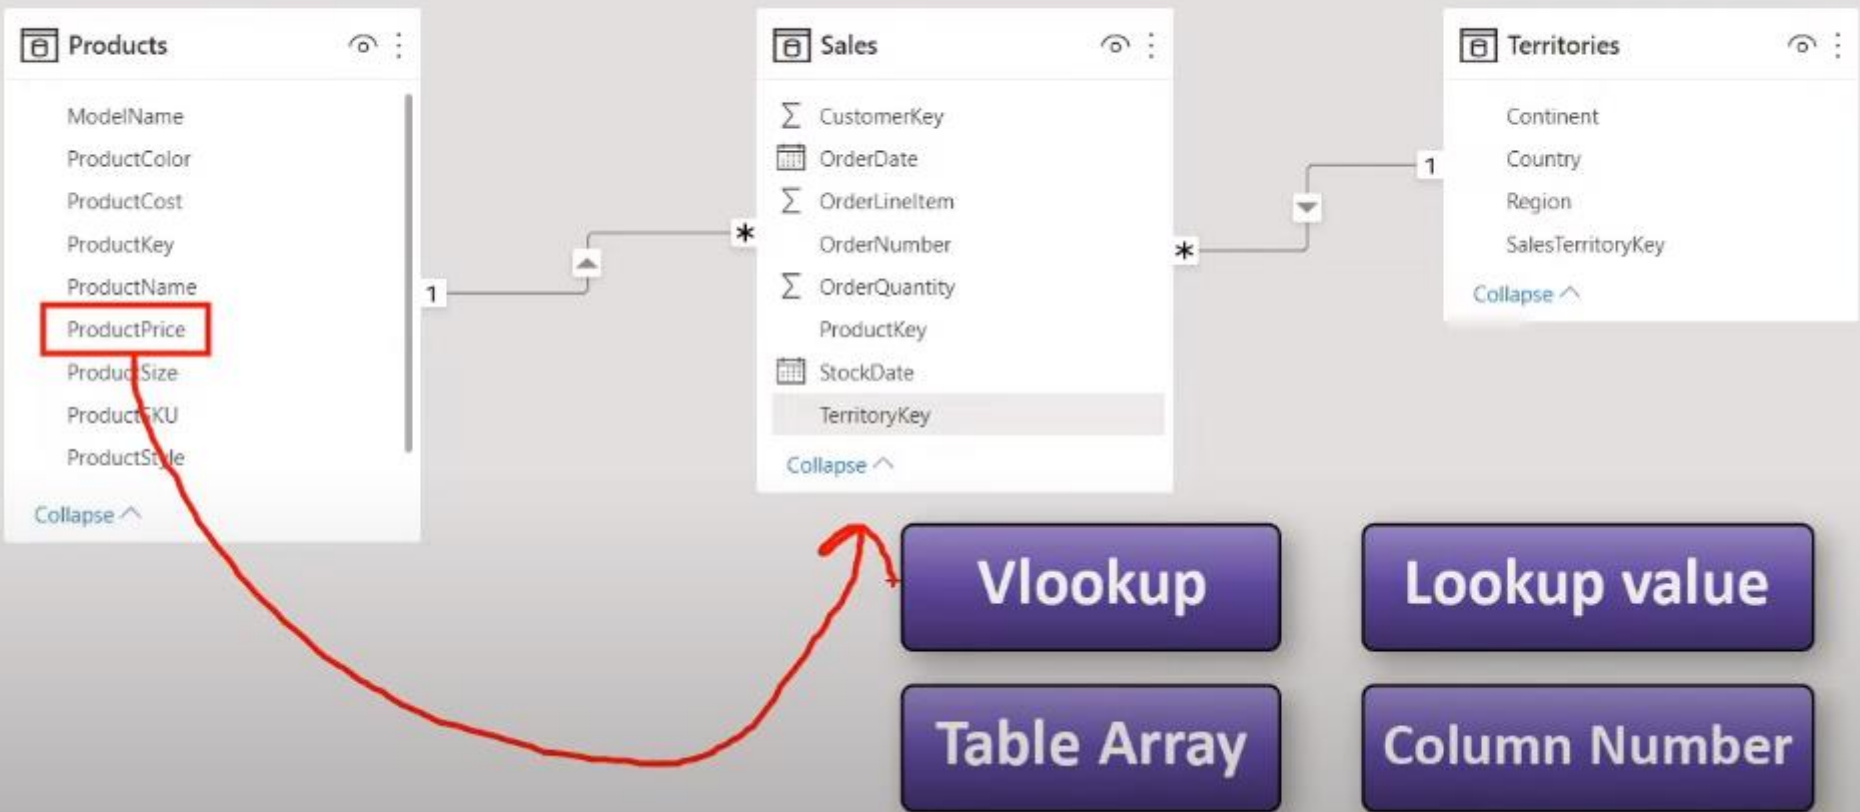 Products
ModelName
ProductColor
ProductCost
ProductKey
ProductName
ProductPrice
ProductSize
ProductSKU
ProductStyle
Collapse
1
*
Sales
CustomerKey
OrderDate
OrderLineItem
OrderNumber
OrderQuantity
ProductKey
StockDate
TerritoryKey
Collapse
*
1
Territories
Continent
Country
Region
SalesTerritoryKey
Collapse
Vlookup
Lookup value
Table Array
Column Number